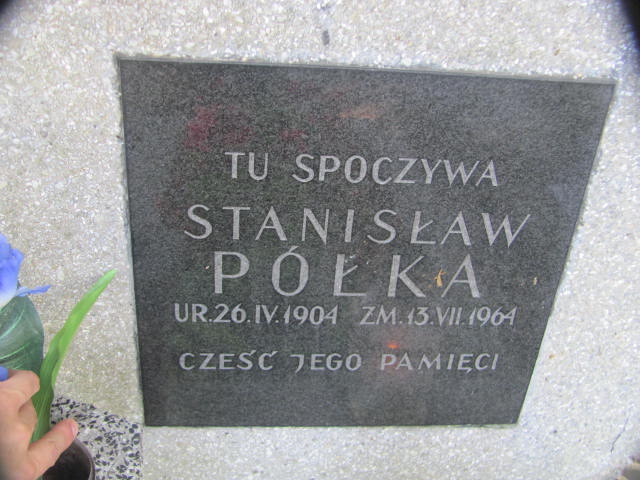 TU SPOCZYWA
STANISŁAW
PÓŁKA
UR.26.IV.1904 ZM.13.VII.1964
CZEŚĆ JEGO PAMIĘCI